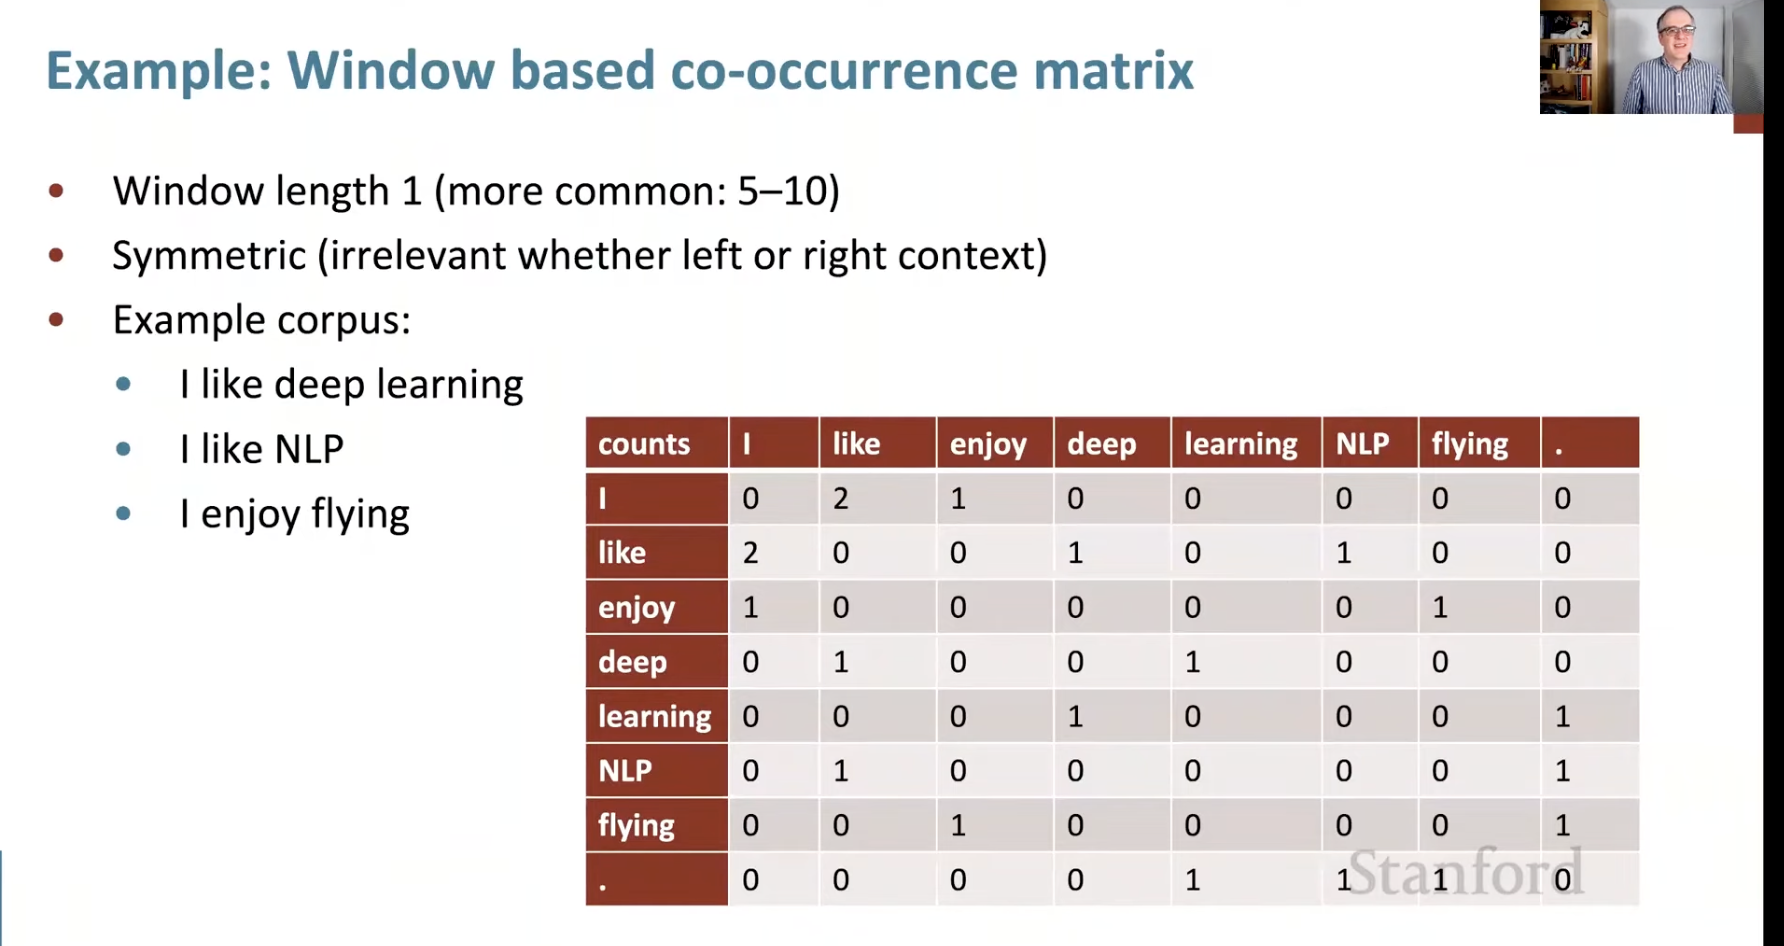 Example: Window based co-occurrence matrix
• Window length 1 (more common: 5–10)
• Symmetric (irrelevant whether left or right context)
• Example corpus:
• I like deep learning
• I like NLP
• I enjoy flying
counts I like enjoy deep learning NLP flying .
I 0 2 1 0 0 0 0 0
like 2 0 0 1 0 1 0 0
enjoy 1 0 0 0 0 0 1 0
deep 0 1 0 0 1 0 0 0
learning 0 0 0 1 0 0 0 1
NLP 0 1 0 0 0 0 0 1
flying 0 0 1 0 0 0 0 1
. 0 0 0 0 1 1 1 0
Stanford